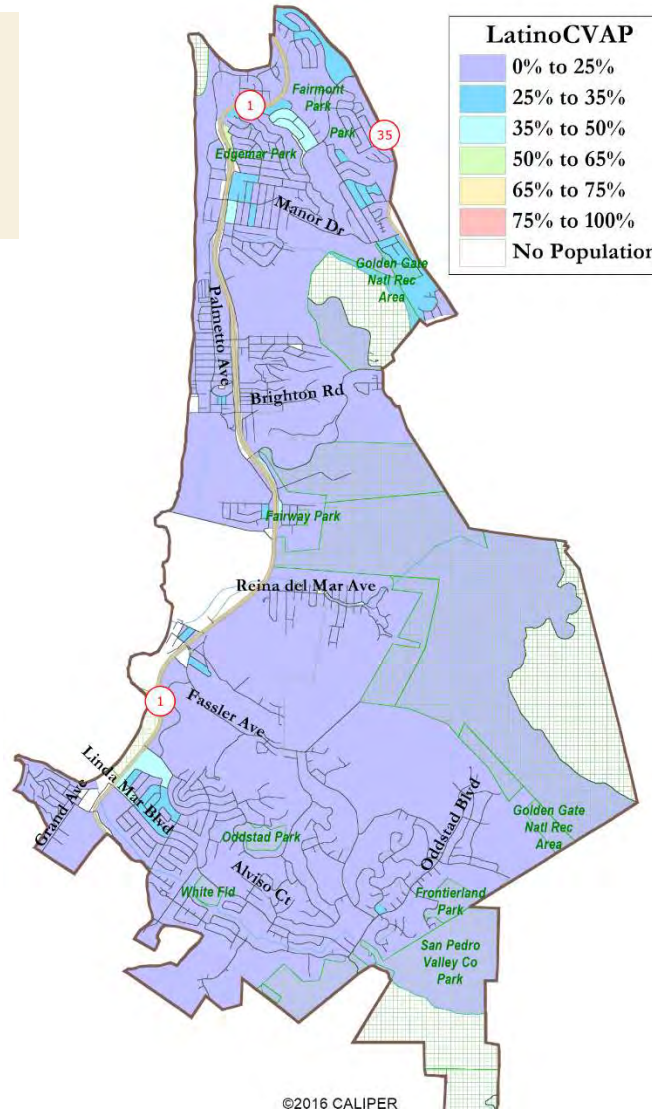 LatinoCVAP
0% to 25%
25% to 35%
35% to 50%
50% to 65%
65% to 75%
75% to 100%
No Population
Fairmont
Park
1
Park
35
Edgemar Park
Manor Dr
Golden Gate
Natl Rec
Area
Palmetto Ave
Brighton Rd
Fairway Park
Reina del Mar Ave
1
Fassler Ave
Linda Mar Blvd
Grand Ave
Oddstad Park
Oddstad Blvd
Golden Gate
Natl Rec
Area
Alviso Ct
White Fld
Frontierland
Park
San Pedro
Valley Co
Park
©2016 CALIPER